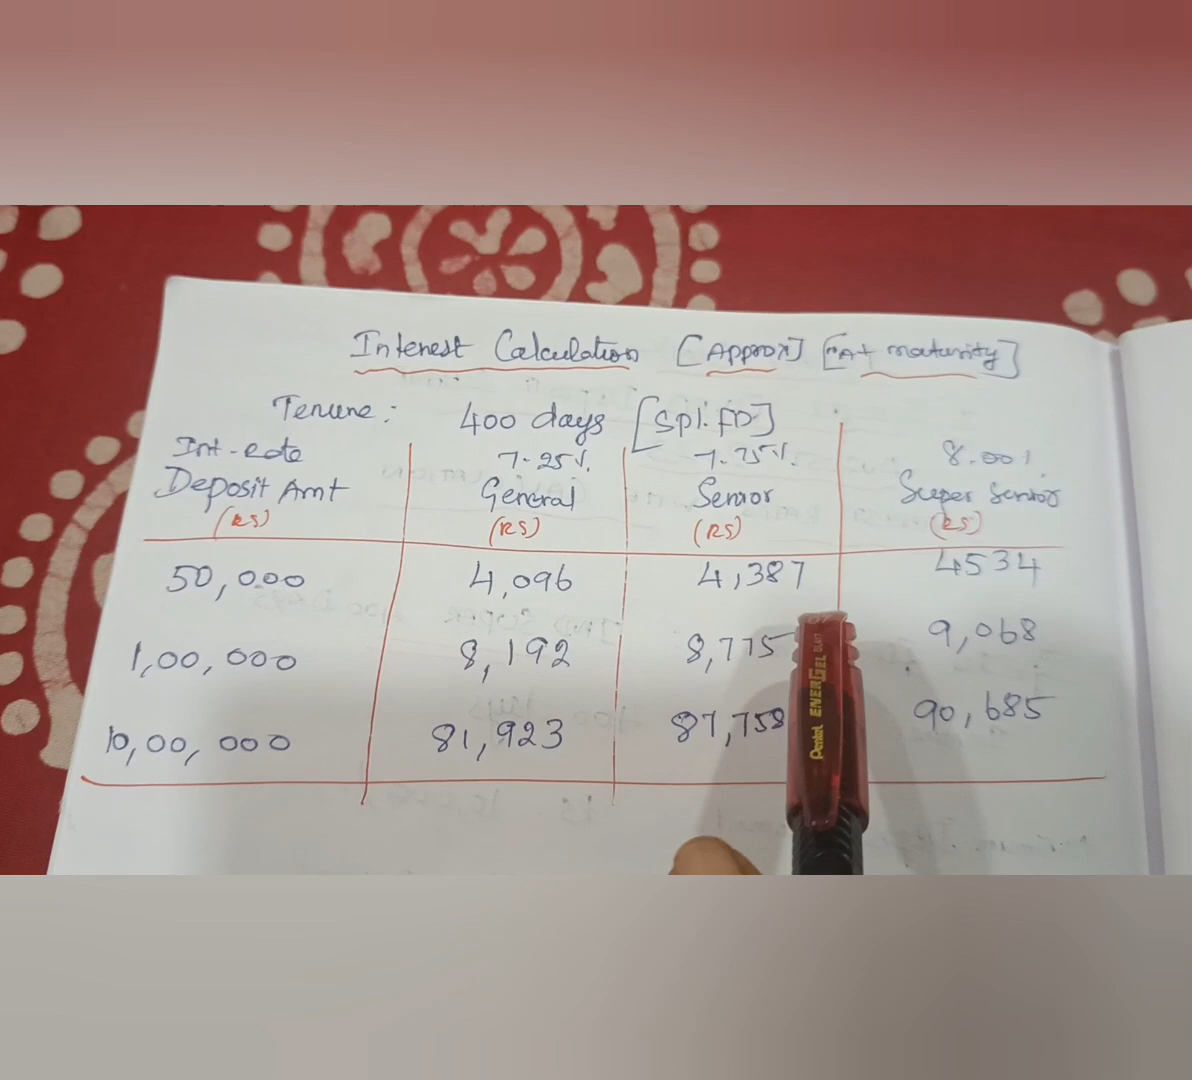 Interest Calculation [Approx] [At maturity]
Tenure: 400 days [Spl. FD]
Int-Rate 7.25%. 7.75%. 8.00%.
Deposit Amt General Senior Super Senior
(RS) (RS) (RS) (RS)
50,000 4,096 4,387 4534
1,00,000 8,192 8,775 9,068
10,00,000 81,923 87,758 90,685
Pentel ENERGEL